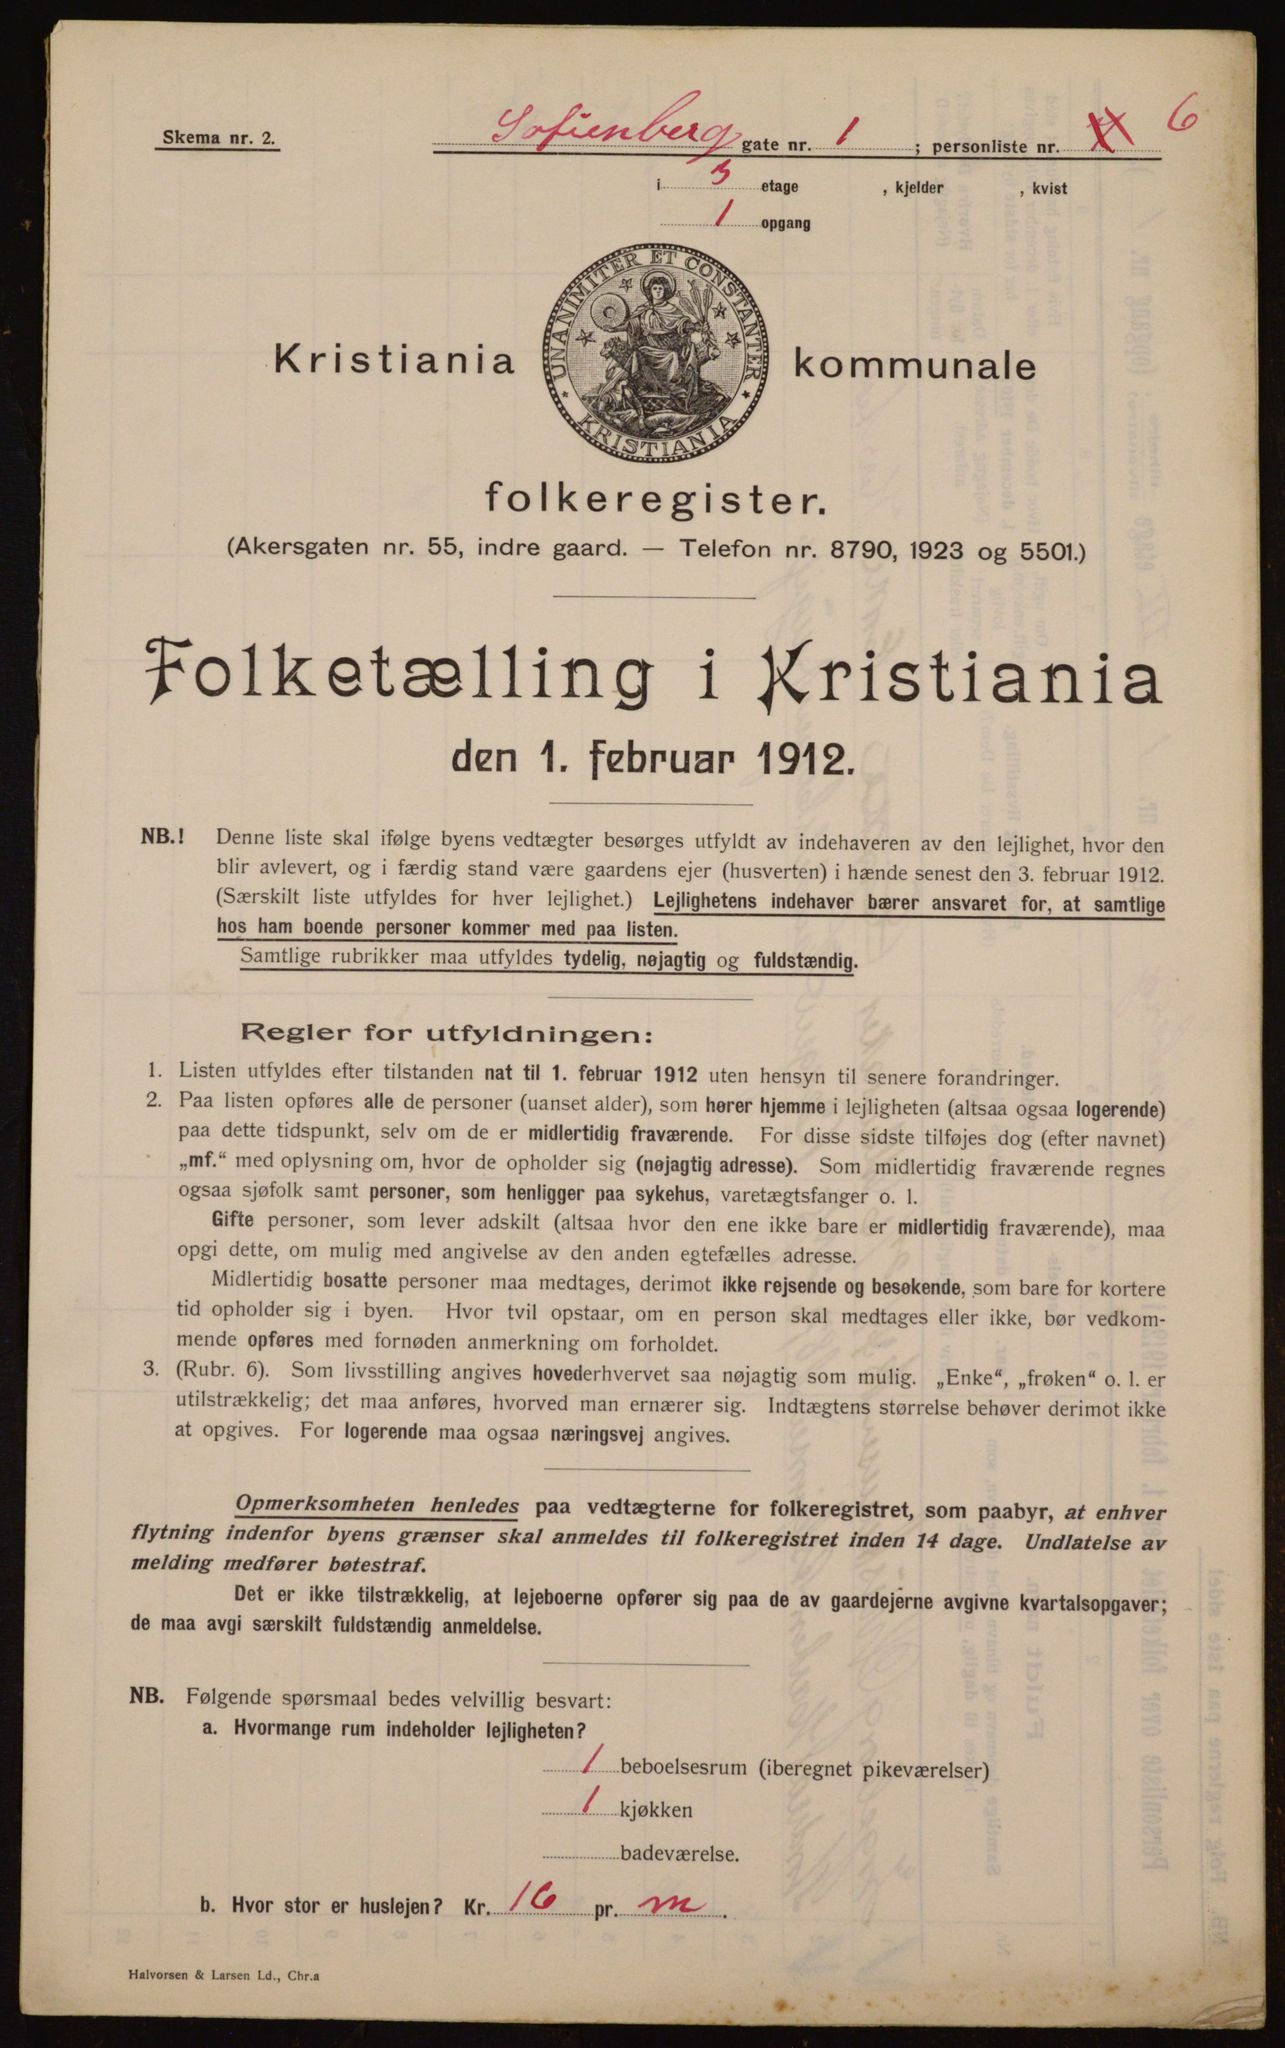 Skema nr. 2.
Sofienberg gate nr. 1 ; personliste nr. 6
i 3 etage , kjelder , kvist
1 opgang
UNANIMITER ET CONSTANTER
KRISTIANIA
Kristiania kommunale
folkeregister.
(Akersgaten nr. 55, indre gaard. — Telefon nr. 8790, 1923 og 5501.)
Folketælling i Kristiania
den 1. februar 1912.
NB.! Denne liste skal ifølge byens vedtægter besørges utfyldt av indehaveren av den lejlighet, hvor den
blir avlevert, og i færdig stand være gaardens ejer (husverten) i hænde senest den 3. februar 1912.
(Særskilt liste utfyldes for hver lejlighet.) Lejlighetens indehaver bærer ansvaret for, at samtlige
hos ham boende personer kommer med paa listen.
Samtlige rubrikker maa utfyldes tydelig, nøjagtig og fuldstændig.
Regler for utfyldningen:
1. Listen utfyldes efter tilstanden nat til 1. februar 1912 uten hensyn til senere forandringer.
2. Paa listen opføres alle de personer (uanset alder), som hører hjemme i lejligheten (altsaa ogsaa logerende)
paa dette tidspunkt, selv om de er midlertidig fraværende. For disse sidste tilføjes dog (efter navnet)
„mf.“ med oplysning om, hvor de opholder sig (nøjagtig adresse). Som midlertidig fraværende regnes
ogsaa sjøfolk samt personer, som henligger paa sykehus, varetægtsfanger o. l.
Gifte personer, som lever adskilt (altsaa hvor den ene ikke bare er midlertidig fraværende), maa
opgi dette, om mulig med angivelse av den anden egtefælles adresse.
Midlertidig bosatte personer maa medtages, derimot ikke rejsende og besøkende, som bare for kortere
tid opholder sig i byen. Hvor tvil opstaar, om en person skal medtages eller ikke, bør vedkom-
mende opføres med fornøden anmerkning om forholdet.
3. (Rubr. 6). Som livsstilling angives hovederhvervet saa nøjagtig som mulig. „Enke“, „frøken“ o. l. er
utilstrækkelig; det maa anføres, hvorved man ernærer sig. Indtægtens størrelse behøver derimot ikke
at opgives. For logerende maa ogsaa næringsvej angives.
Opmerksomheten henledes paa vedtægterne for folkeregistret, som paabyr, at enhver
flytning indenfor byens grænser skal anmeldes til folkeregistret inden 14 dage. Undlatelse av
melding medfører bøtestraf.
Det er ikke tilstrækkelig, at lejeboerne opfører sig paa de av gaardejerne avgivne kvartalsopgaver;
de maa avgi særskilt fuldstændig anmeldelse.
NB. Følgende spørsmaal bedes velvillig besvart:
a. Hvormange rum indeholder lejligheten?
1 beboelsesrum (iberegnet pikeværelser)
1 kjøkken
badeværelse.
b. Hvor stor er huslejen? Kr. 16 pr. m.
Halvorsen & Larsen Ld., Chr.a